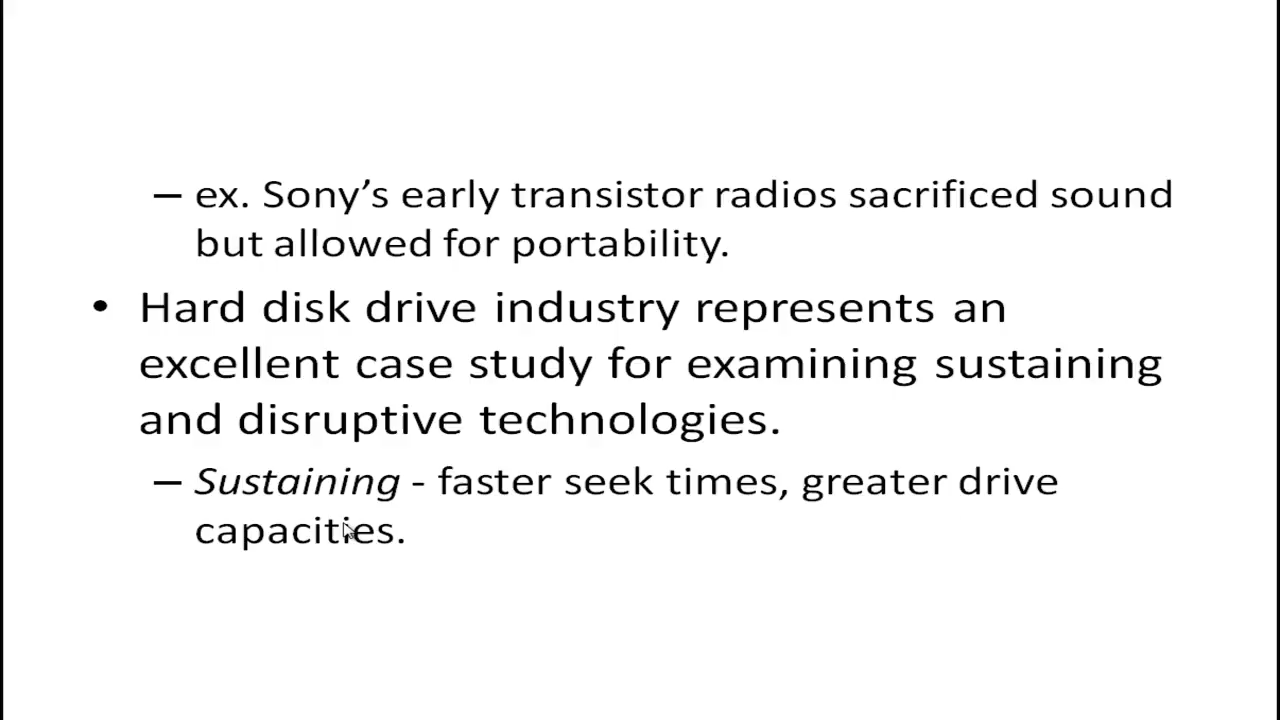 – ex. Sony’s early transistor radios sacrificed sound
but allowed for portability.
• Hard disk drive industry represents an
excellent case study for examining sustaining
and disruptive technologies.
– Sustaining - faster seek times, greater drive
capacities.